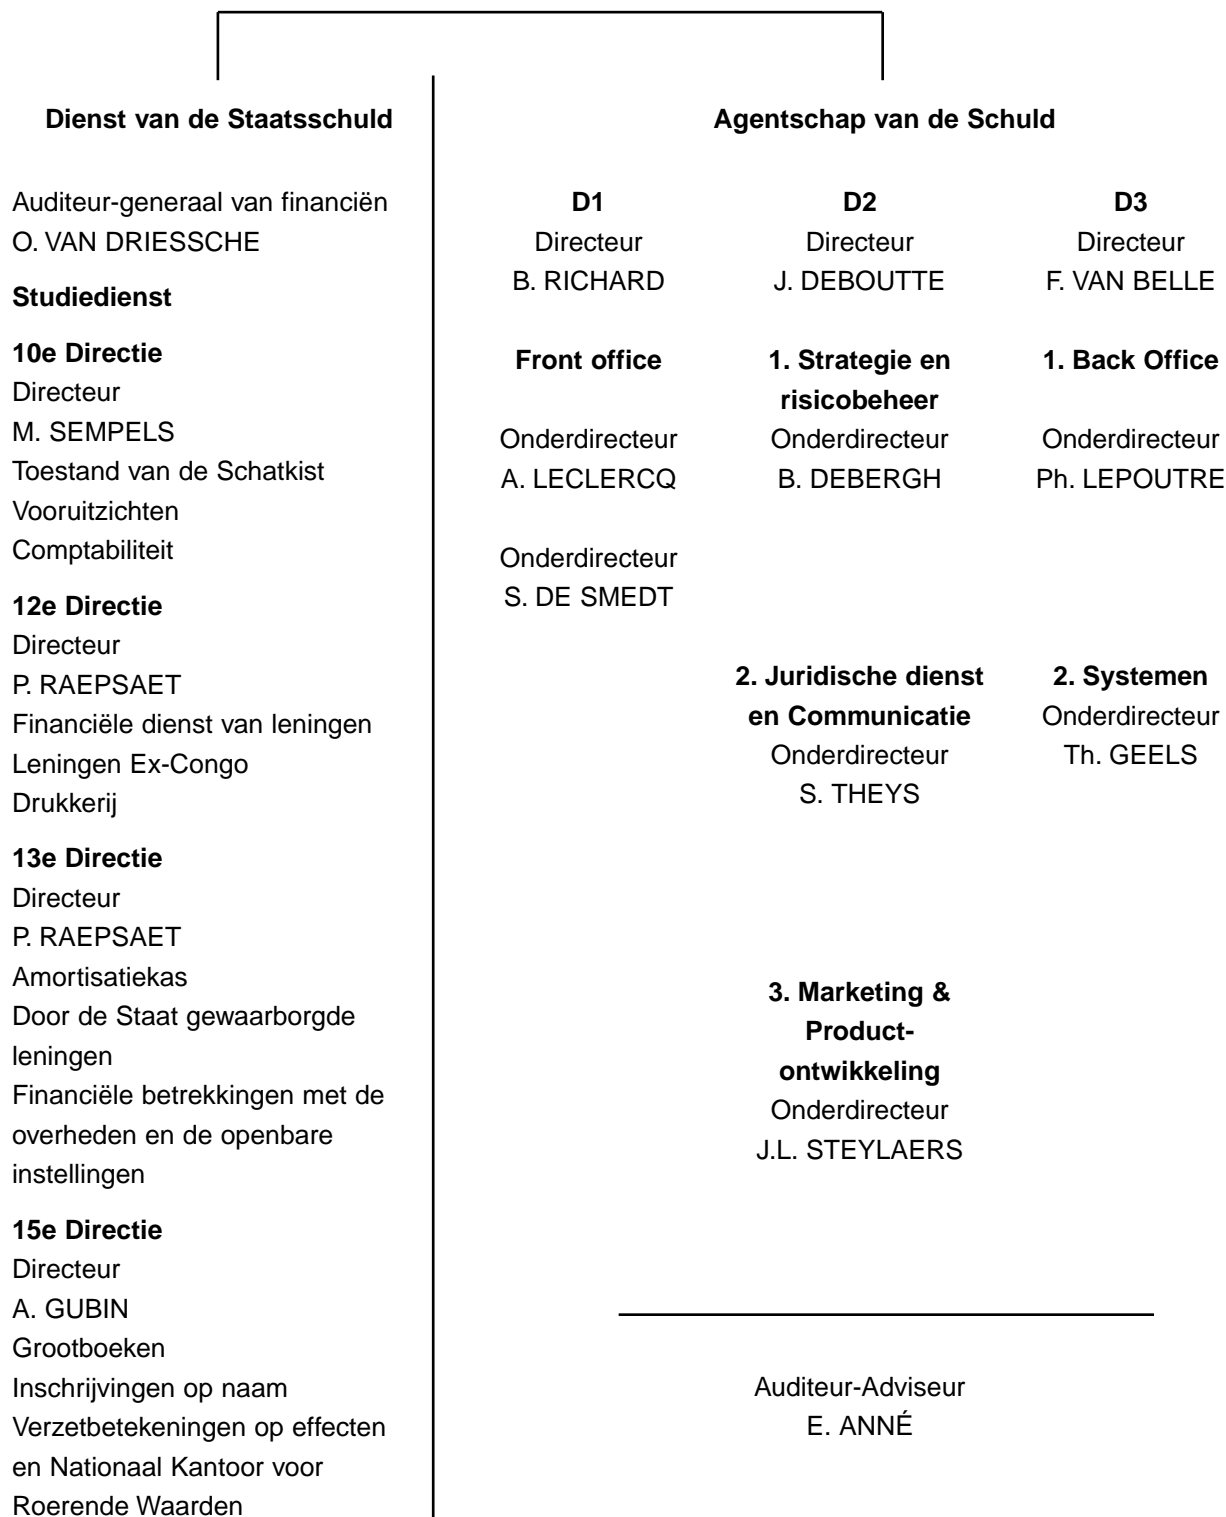 Dienst van de Staatsschuld
Auditeur-generaal van financiën
O. VAN DRIESSCHE
Studiedienst
10e Directie
Directeur
M. SEMPELS
Toestand van de Schatkist
Vooruitzichten
Comptabiliteit
12e Directie
Directeur
P. RAEPSAET
Financiële dienst van leningen
Leningen Ex-Congo
Drukkerij
13e Directie
Directeur
P. RAEPSAET
Amortisatiekas
Door de Staat gewaarborgde
leningen
Financiële betrekkingen met de
overheden en de openbare
instellingen
15e Directie
Directeur
A. GUBIN
Grootboeken
Inschrijvingen op naam
Verzetbetekeningen op effecten
en Nationaal Kantoor voor
Roerende Waarden
Agentschap van de Schuld
D1
Directeur
B. RICHARD
Front office
Onderdirecteur
A. LECLERCQ
Onderdirecteur
S. DE SMEDT
D2
Directeur
J. DEBOUTTE
1. Strategie en
risicobeheer
Onderdirecteur
B. DEBERGH
2. Juridische dienst
en Communicatie
Onderdirecteur
S. THEYS
3. Marketing &
Product-
ontwikkeling
Onderdirecteur
J.L. STEYLAERS
D3
Directeur
F. VAN BELLE
1. Back Office
Onderdirecteur
Ph. LEPOUTRE
2. Systemen
Onderdirecteur
Th. GEELS
Auditeur-Adviseur
E. ANNÉ